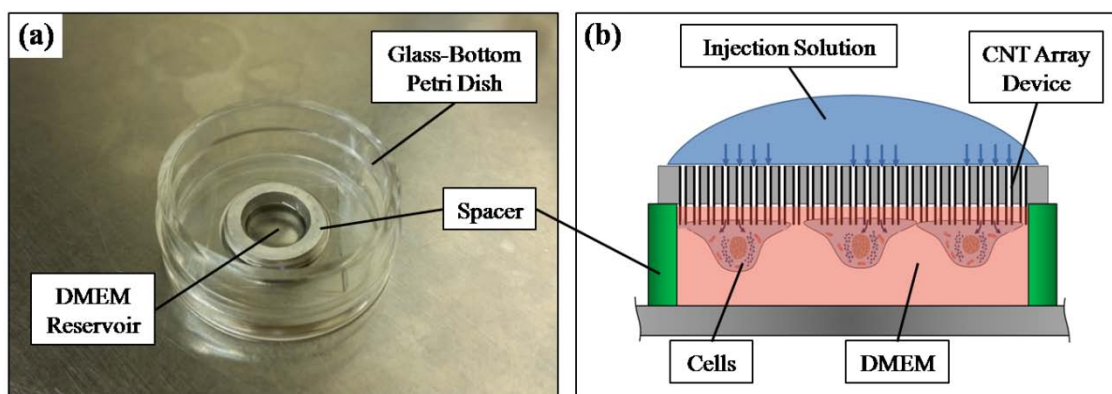 (a)
Glass-Bottom
Petri Dish
Spacer
DMEM
Reservoir
(b)
Injection Solution
CNT Array
Device
Cells
DMEM